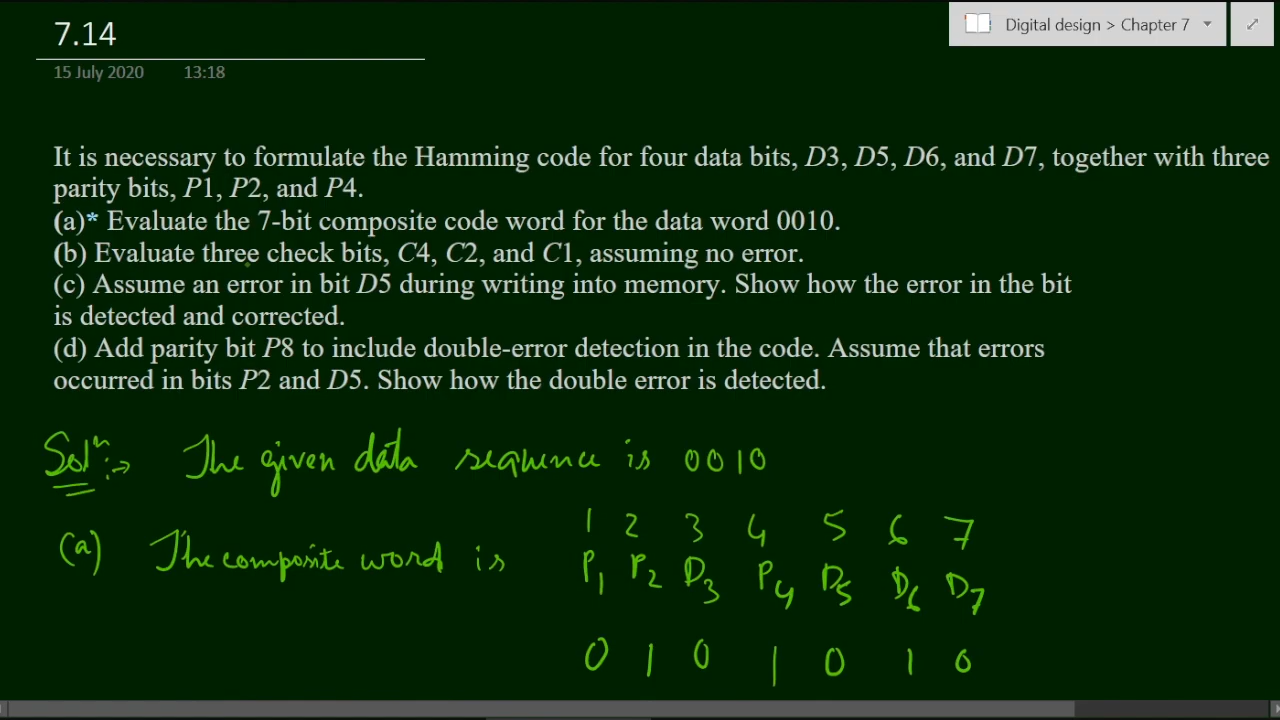 7.14
Digital design > Chapter 7
15 July 2020 13:18
It is necessary to formulate the Hamming code for four data bits, D3, D5, D6, and D7, together with three
parity bits, P1, P2, and P4.
(a)* Evaluate the 7-bit composite code word for the data word 0010.
(b) Evaluate three check bits, C4, C2, and C1, assuming no error.
(c) Assume an error in bit D5 during writing into memory. Show how the error in the bit
is detected and corrected.
(d) Add parity bit P8 to include double-error detection in the code. Assume that errors
occurred in bits P2 and D5. Show how the double error is detected.
Solⁿ :→ The given data sequence is 0010
1 2 3 4 5 6 7
(a) The composite word is P₁ P₂ D₃ P₄ D₅ D₆ D₇
0 1 0 1 0 1 0